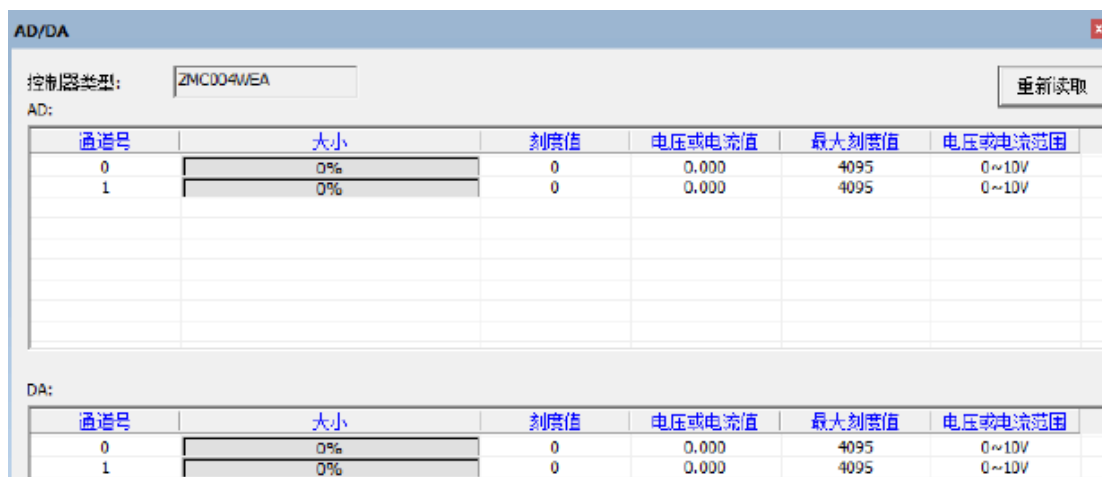 AD/DA
控制器类型: ZMC004WEA 重新读取
AD:
通道号 大小 刻度值 电压或电流值 最大刻度值 电压或电流范围
0 0% 0 0.000 4095 0~10V
1 0% 0 0.000 4095 0~10V
DA:
通道号 大小 刻度值 电压或电流值 最大刻度值 电压或电流范围
0 0% 0 0.000 4095 0~10V
1 0% 0 0.000 4095 0~10V